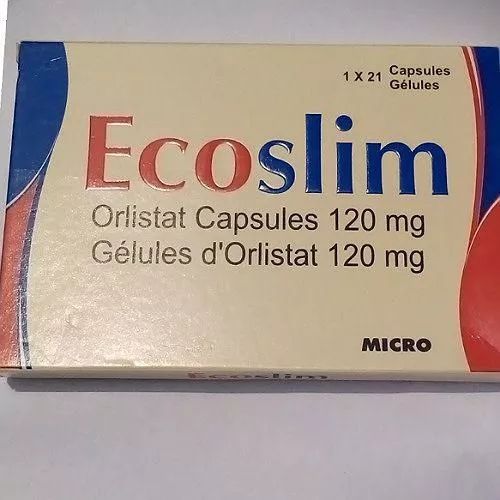 1 X 21 Capsules
Gélules
Ecoslim
Orlistat Capsules 120 mg
Gélules d'Orlistat 120 mg
MICRO
Ecoslim